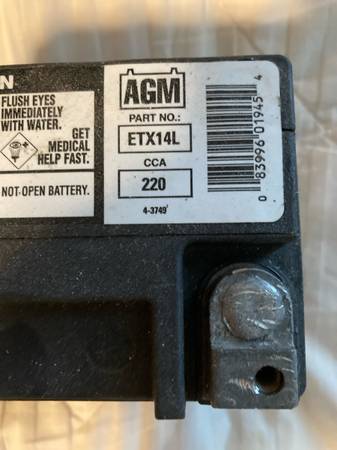 N
FLUSH EYES
IMMEDIATELY
WITH WATER.
GET
MEDICAL
HELP FAST.
NOT OPEN BATTERY.
AGM
PART NO.:
ETX14L
CCA
220
4-3749
0 83996 01945 4